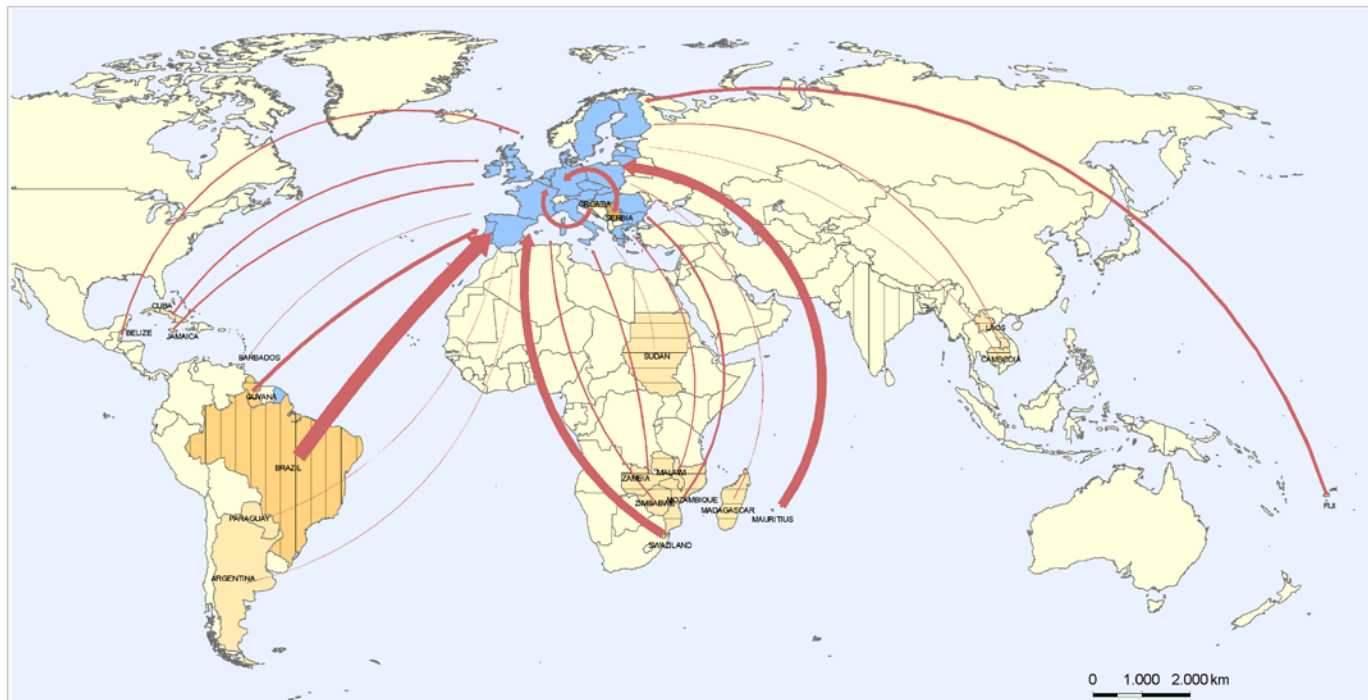 CROATIA
SERBIA
CUBA
BELIZE
JAMAICA
BARBADOS
GUYANA
BRAZIL
PARAGUAY
ARGENTINA
SUDAN
LAOS
CAMBODIA
ZAMBIA
MALAWI
ZIMBABWE
MOZAMBIQUE
MADAGASCAR
MAURITIUS
SWAZILAND
FIJI
0 1.000 2.000 km